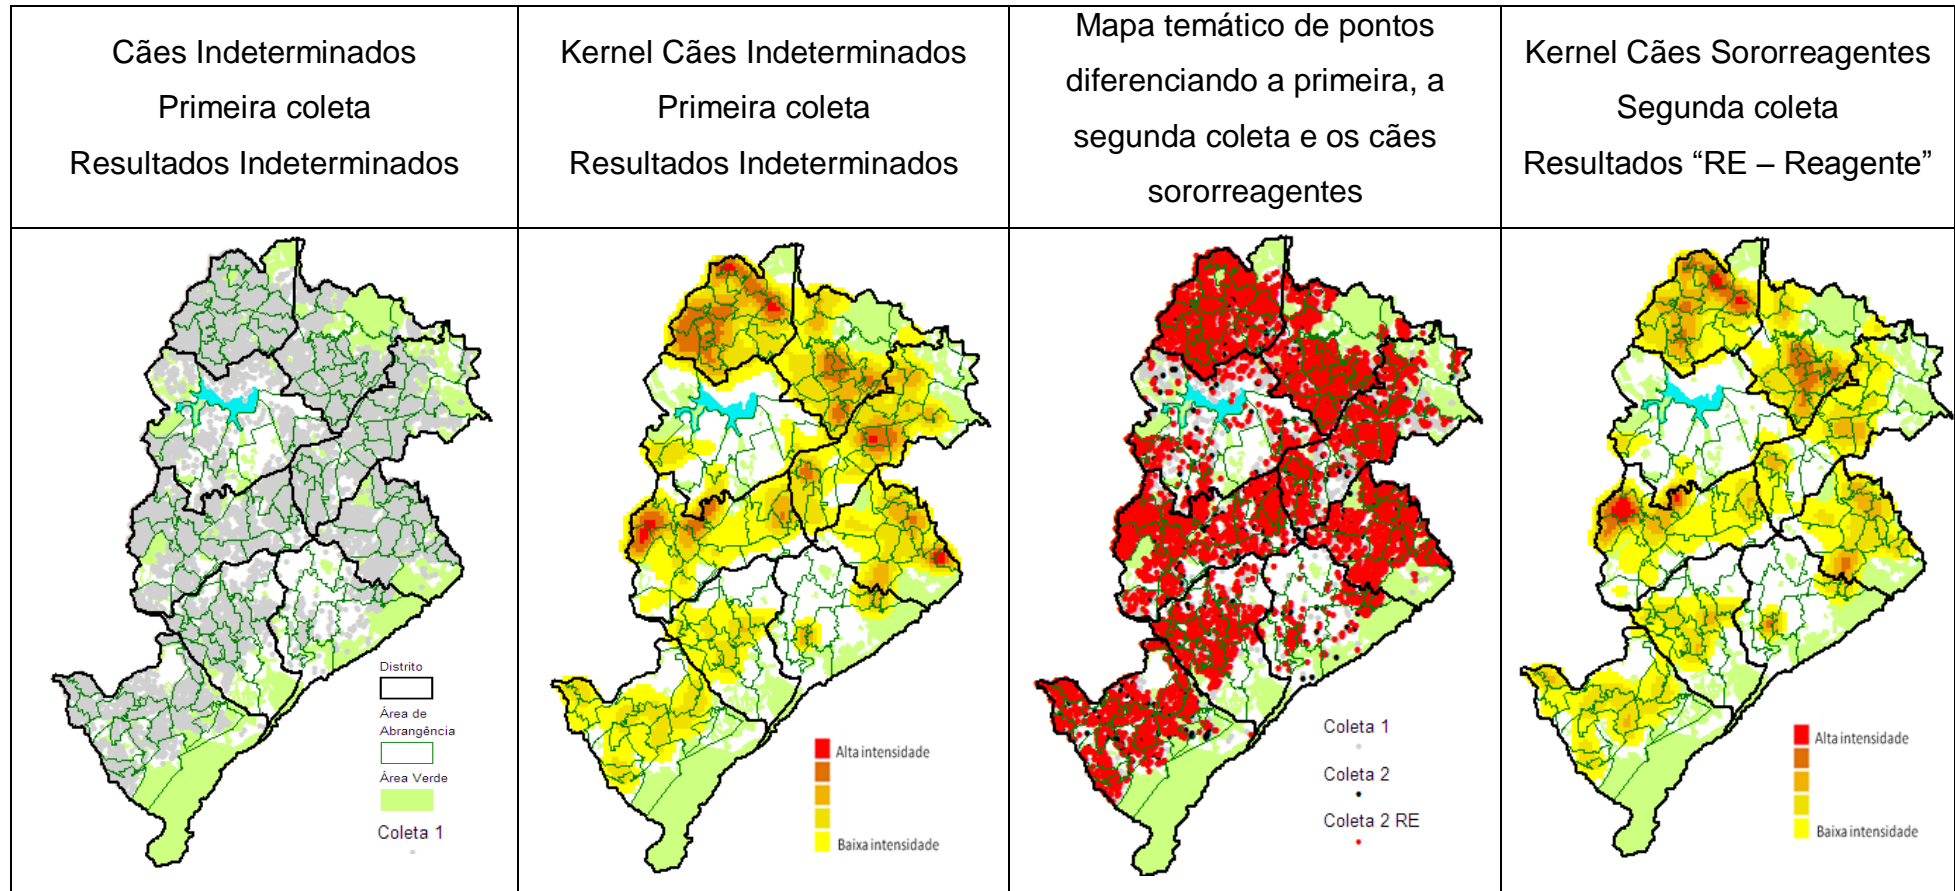 Cães Indeterminados
Primeira coleta
Resultados Indeterminados
Kernel Cães Indeterminados
Primeira coleta
Resultados Indeterminados
Mapa temático de pontos
diferenciando a primeira, a
segunda coleta e os cães
sororreagentes
Kernel Cães Sororreagentes
Segunda coleta
Resultados “RE – Reagente”
Distrito
Área de
Abrangência
Área Verde
Coleta 1
Alta intensidade
Baixa intensidade
Coleta 1
Coleta 2
Coleta 2 RE
Alta intensidade
Baixa intensidade